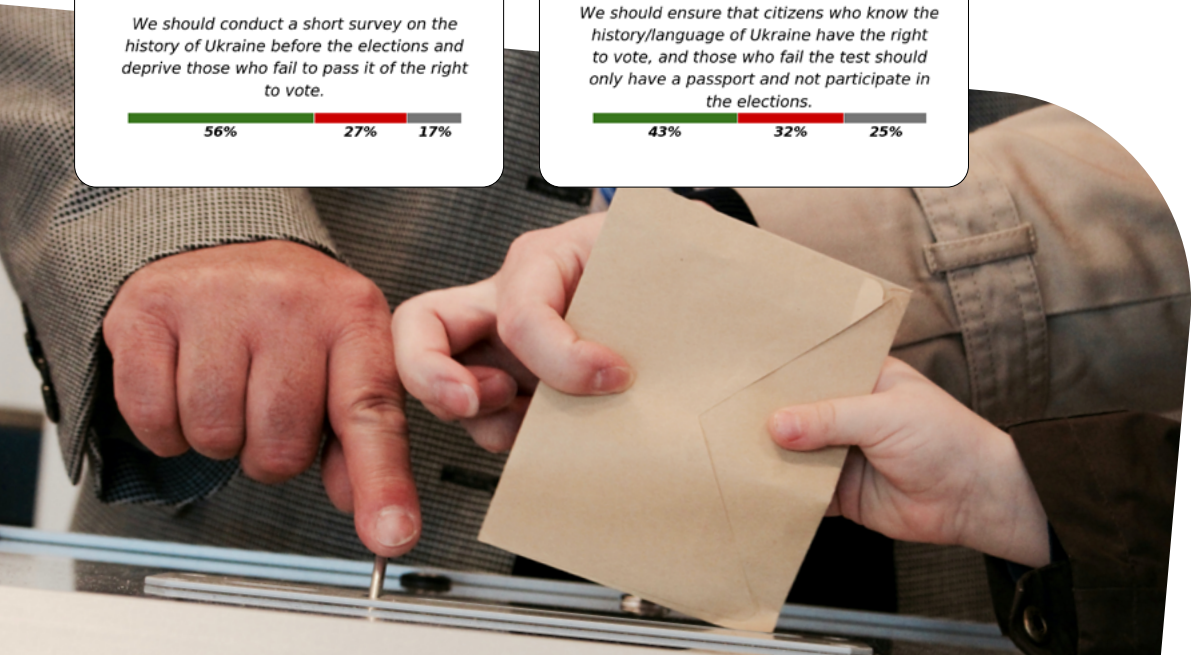 We should conduct a short survey on the
history of Ukraine before the elections and
deprive those who fail to pass it of the right
to vote.
56% 27% 17%
We should ensure that citizens who know the
history/language of Ukraine have the right
to vote, and those who fail the test should
only have a passport and not participate in
the elections.
43% 32% 25%